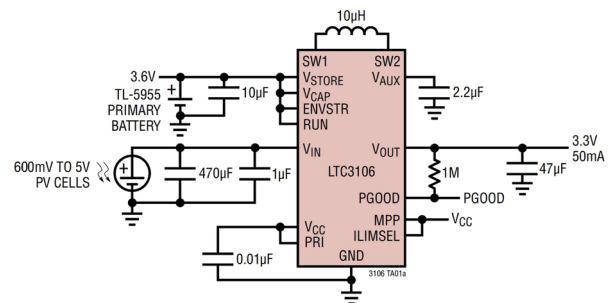 10µH
SW1 SW2
3.6V
TL-5955
PRIMARY
BATTERY
10µF
VSTORE
VCAP
ENVSTR
RUN
VAUX
2.2µF
600mV TO 5V
PV CELLS
470µF
1µF
VIN
LTC3106
VOUT
1M
3.3V
50mA
47µF
PGOOD PGOOD
VCC
PRI
0.01µF
MPP
ILIMSEL
VCC
GND
3106 TA01a